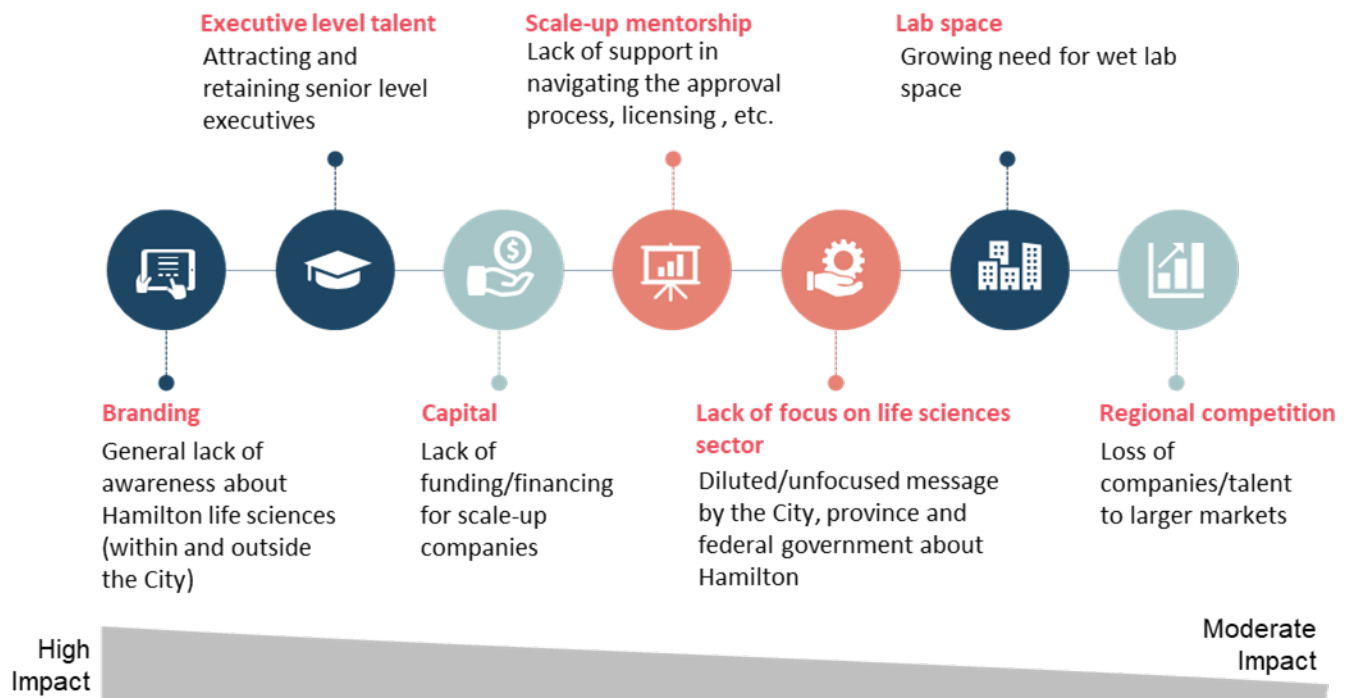 Executive level talent
Attracting and
retaining senior level
executives
Scale-up mentorship
Lack of support in
navigating the approval
process, licensing , etc.
Lab space
Growing need for wet lab
space
$
Branding
General lack of
awareness about
Hamilton life sciences
(within and outside
the City)
Capital
Lack of
funding/financing
for scale-up
companies
Lack of focus on life sciences
sector
Diluted/unfocused message
by the City, province and
federal government about
Hamilton
Regional competition
Loss of
companies/talent
to larger markets
High
Impact
Moderate
Impact